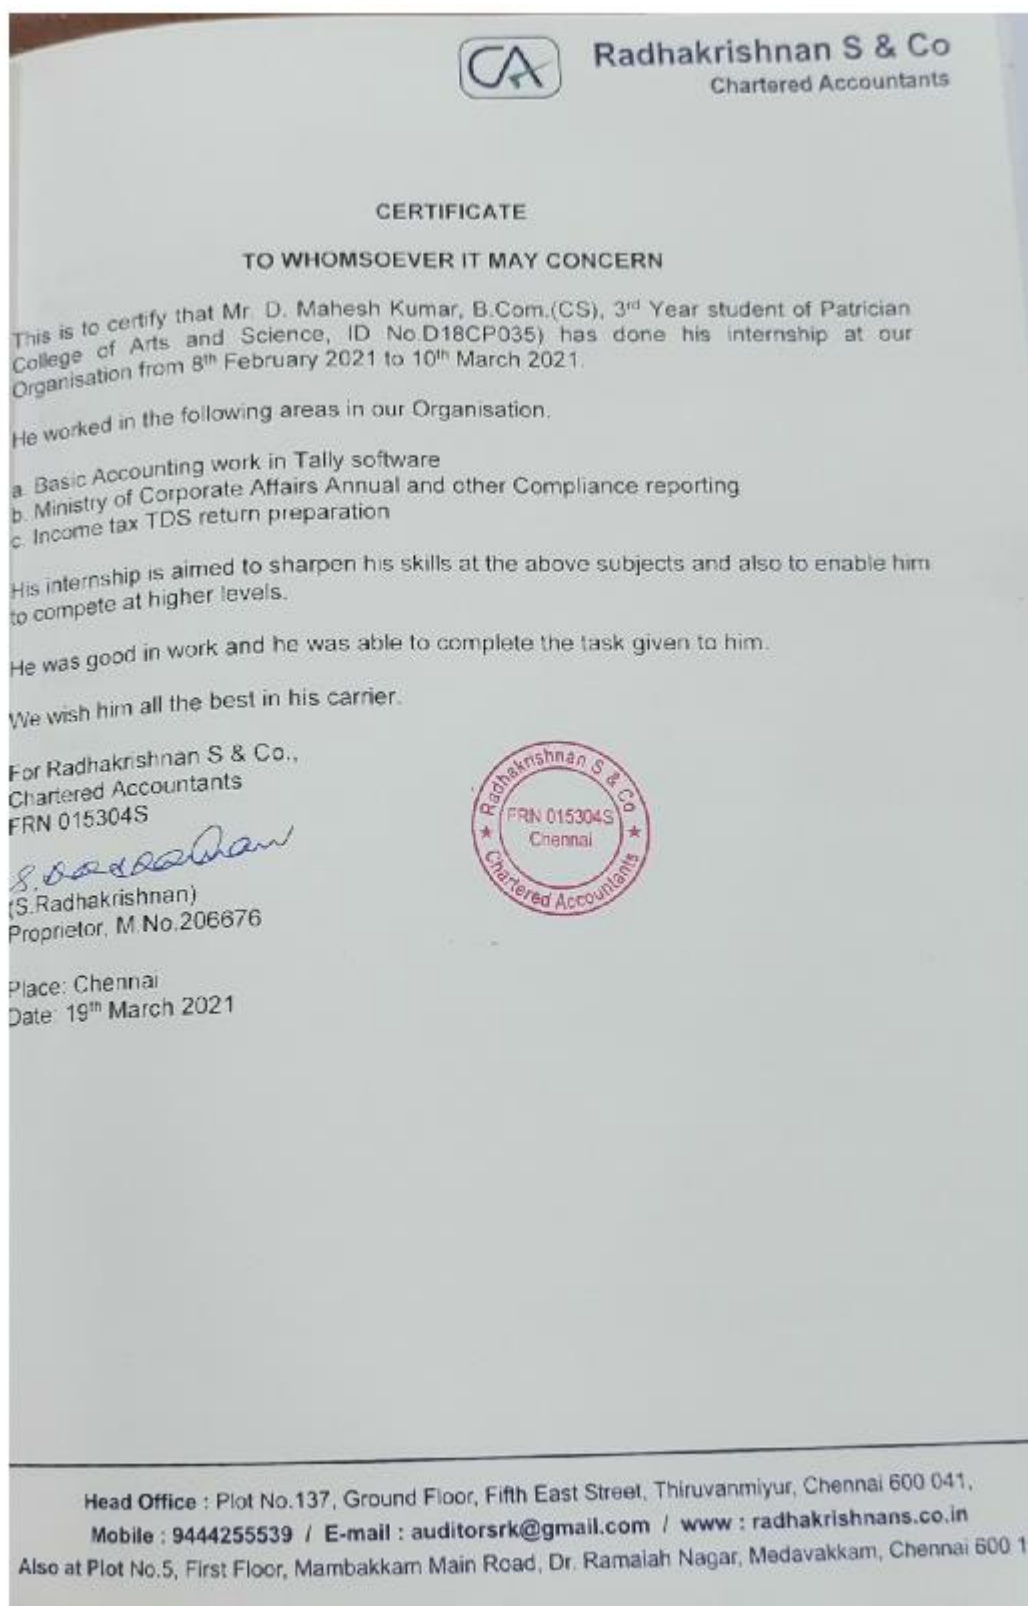 CA
Radhakrishnan S & Co
Chartered Accountants
CERTIFICATE
TO WHOMSOEVER IT MAY CONCERN
This is to certify that Mr. D. Mahesh Kumar, B.Com.(CS), 3rd Year student of Patrician
College of Arts and Science, ID No.D18CP035) has done his internship at our
Organisation from 8th February 2021 to 10th March 2021.
He worked in the following areas in our Organisation.
a. Basic Accounting work in Tally software
b. Ministry of Corporate Affairs Annual and other Compliance reporting
c. Income tax TDS return preparation
His internship is aimed to sharpen his skills at the above subjects and also to enable him
to compete at higher levels.
He was good in work and he was able to complete the task given to him.
We wish him all the best in his carrier.
For Radhakrishnan S & Co.,
Chartered Accountants
FRN 015304S
(S.Radhakrishnan)
Proprietor, M.No.206676
Radhakrishnan S & Co
FRN 015304S
Chennai
★ Chartered Accountants ★
Place: Chennai
Date: 19th March 2021
Head Office : Plot No.137, Ground Floor, Fifth East Street, Thiruvanmiyur, Chennai 600 041.
Mobile : 9444255539 / E-mail : auditorsrk@gmail.com / www : radhakrishnans.co.in
Also at Plot No.5, First Floor, Mambakkam Main Road, Dr. Ramaiah Nagar, Medavakkam, Chennai 600 1